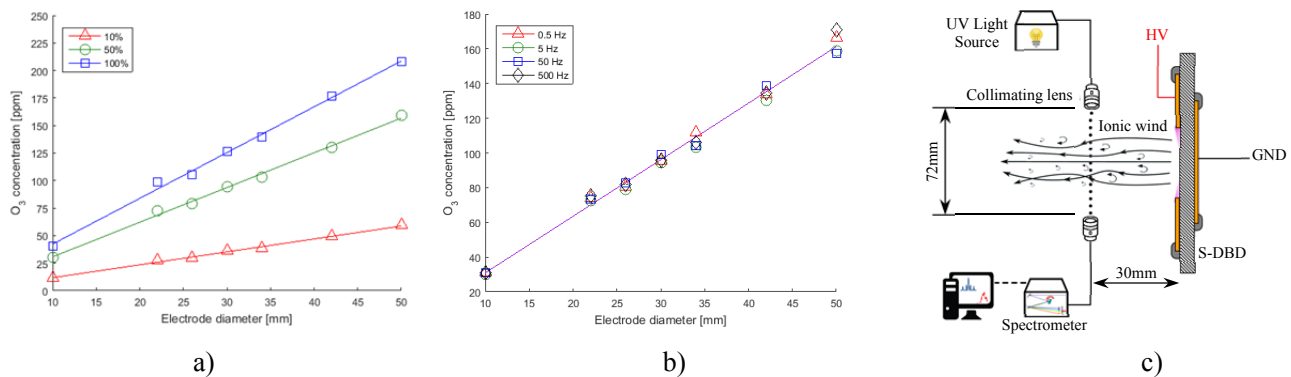 250
225
200
175
150
125
100
75
50
25
0
O3 concentration [ppm]
10%
50%
100%
10 15 20 25 30 35 40 45 50
Electrode diameter [mm]
a)
180
160
140
120
100
80
60
40
20
O3 concentration [ppm]
0.5 Hz
5 Hz
50 Hz
500 Hz
10 15 20 25 30 35 40 45 50
Electrode diameter [mm]
b)
UV Light
Source
HV
Collimating lens
Ionic wind
72mm
GND
S-DBD
30mm
Spectrometer
c)